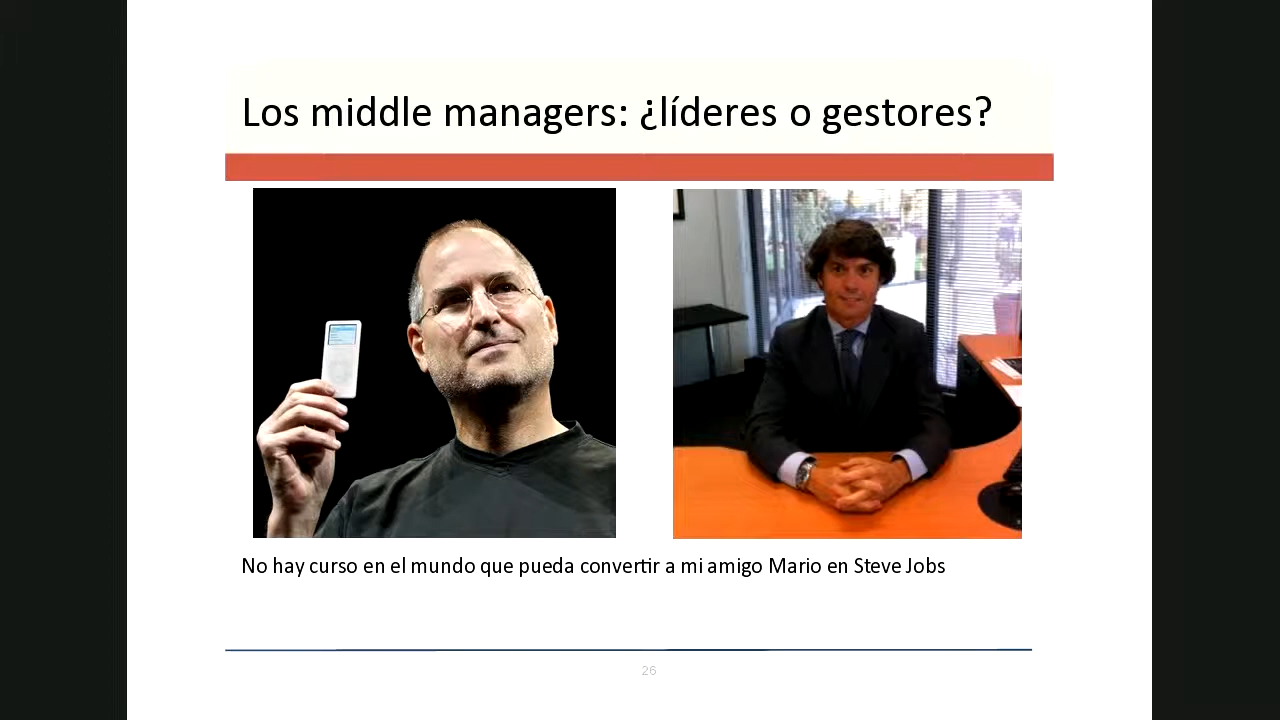 Los middle managers: ¿líderes o gestores?
No hay curso en el mundo que pueda convertir a mi amigo Mario en Steve Jobs
26